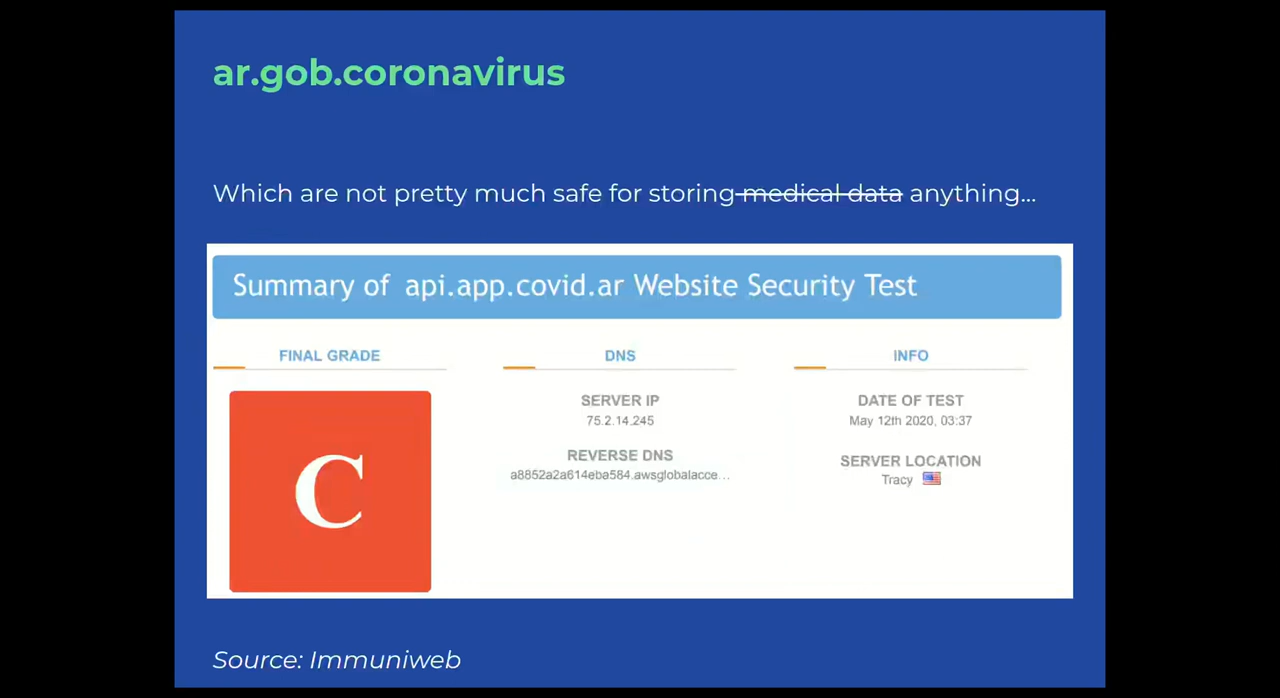 ar.gob.coronavirus
Which are not pretty much safe for storing medical data anything...
Summary of api.app.covid.ar Website Security Test
FINAL GRADE
DNS
INFO
C
SERVER IP
75.2.14.245
REVERSE DNS
a8852a2a614eba584.awsglobalacce...
DATE OF TEST
May 12th 2020, 03:37
SERVER LOCATION
Tracy
Source: Immuniweb